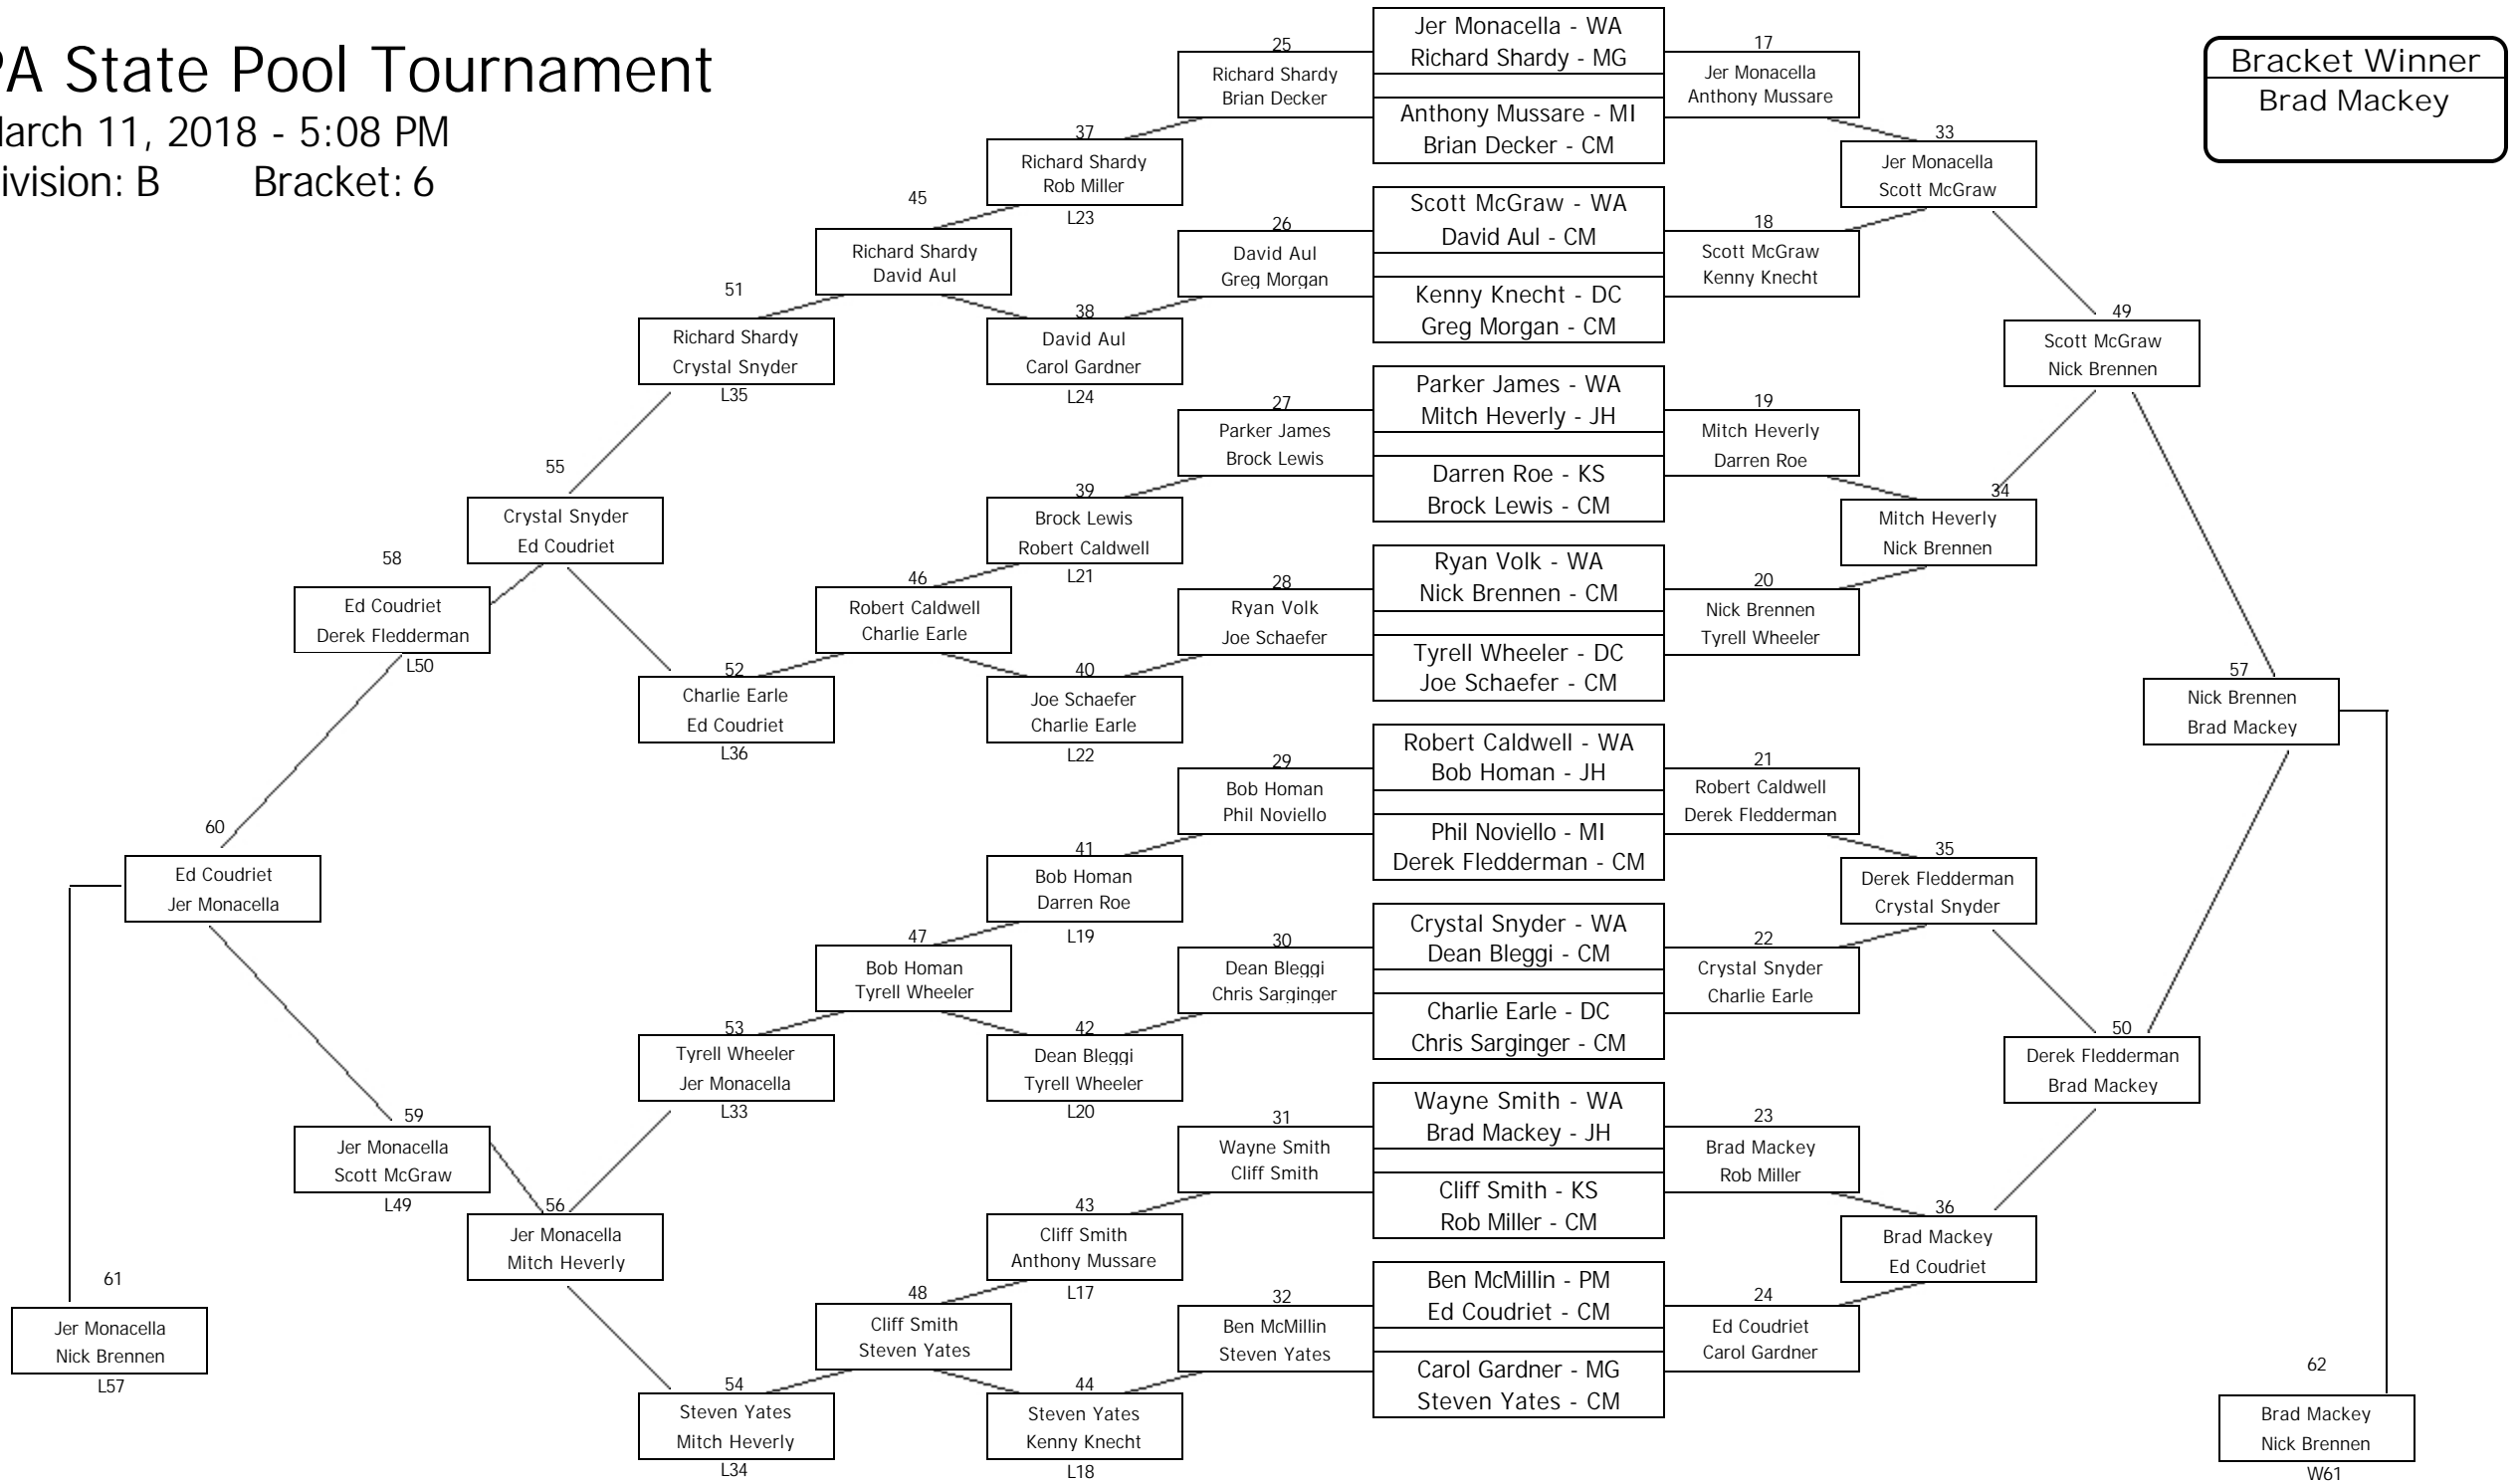 PA State Pool Tournament
March 11, 2018 - 5:08 PM
ivision: B Bracket: 6
Bracket Winner
Brad Mackey
Jer Monacella - WA
Richard Shardy - MG
Anthony Mussare - MI
Brian Decker - CM
Scott McGraw - WA
David Aul - CM
Kenny Knecht - DC
Greg Morgan - CM
Parker James - WA
Mitch Heverly - JH
Darren Roe - KS
Brock Lewis - CM
Ryan Volk - WA
Nick Brennen - CM
Tyrell Wheeler - DC
Joe Schaefer - CM
Robert Caldwell - WA
Bob Homan - JH
Phil Noviello - MI
Derek Fledderman - CM
Crystal Snyder - WA
Dean Bleggi - CM
Charlie Earle - DC
Chris Sarginger - CM
Wayne Smith - WA
Brad Mackey - JH
Cliff Smith - KS
Rob Miller - CM
Ben McMillin - PM
Ed Coudriet - CM
Carol Gardner - MG
Steven Yates - CM
17
Jer Monacella
Anthony Mussare
18
Scott McGraw
Kenny Knecht
19
Mitch Heverly
Darren Roe
20
Nick Brennen
Tyrell Wheeler
21
Robert Caldwell
Derek Fledderman
22
Crystal Snyder
Charlie Earle
23
Brad Mackey
Rob Miller
24
Ed Coudriet
Carol Gardner
25
Richard Shardy
Brian Decker
26
David Aul
Greg Morgan
27
Parker James
Brock Lewis
28
Ryan Volk
Joe Schaefer
29
Bob Homan
Phil Noviello
30
Dean Bleggi
Chris Sarginger
31
Wayne Smith
Cliff Smith
32
Ben McMillin
Steven Yates
33
Jer Monacella
Scott McGraw
34
Mitch Heverly
Nick Brennen
35
Derek Fledderman
Crystal Snyder
36
Brad Mackey
Ed Coudriet
37
Richard Shardy
Rob Miller
L23
38
David Aul
Carol Gardner
L24
39
Brock Lewis
Robert Caldwell
L21
40
Joe Schaefer
Charlie Earle
L22
41
Bob Homan
Darren Roe
L19
42
Dean Bleggi
Tyrell Wheeler
L20
43
Cliff Smith
Anthony Mussare
L17
44
Steven Yates
Kenny Knecht
L18
45
Richard Shardy
David Aul
46
Robert Caldwell
Charlie Earle
47
Bob Homan
Tyrell Wheeler
48
Cliff Smith
Steven Yates
49
Scott McGraw
Nick Brennen
50
Derek Fledderman
Brad Mackey
51
Richard Shardy
Crystal Snyder
L35
52
Charlie Earle
Ed Coudriet
L36
53
Tyrell Wheeler
Jer Monacella
L33
54
Steven Yates
Mitch Heverly
L34
55
Crystal Snyder
Ed Coudriet
56
Jer Monacella
Mitch Heverly
57
Nick Brennen
Brad Mackey
58
Ed Coudriet
Derek Fledderman
L50
59
Jer Monacella
Scott McGraw
L49
60
Ed Coudriet
Jer Monacella
61
Jer Monacella
Nick Brennen
L57
62
Brad Mackey
Nick Brennen
W61